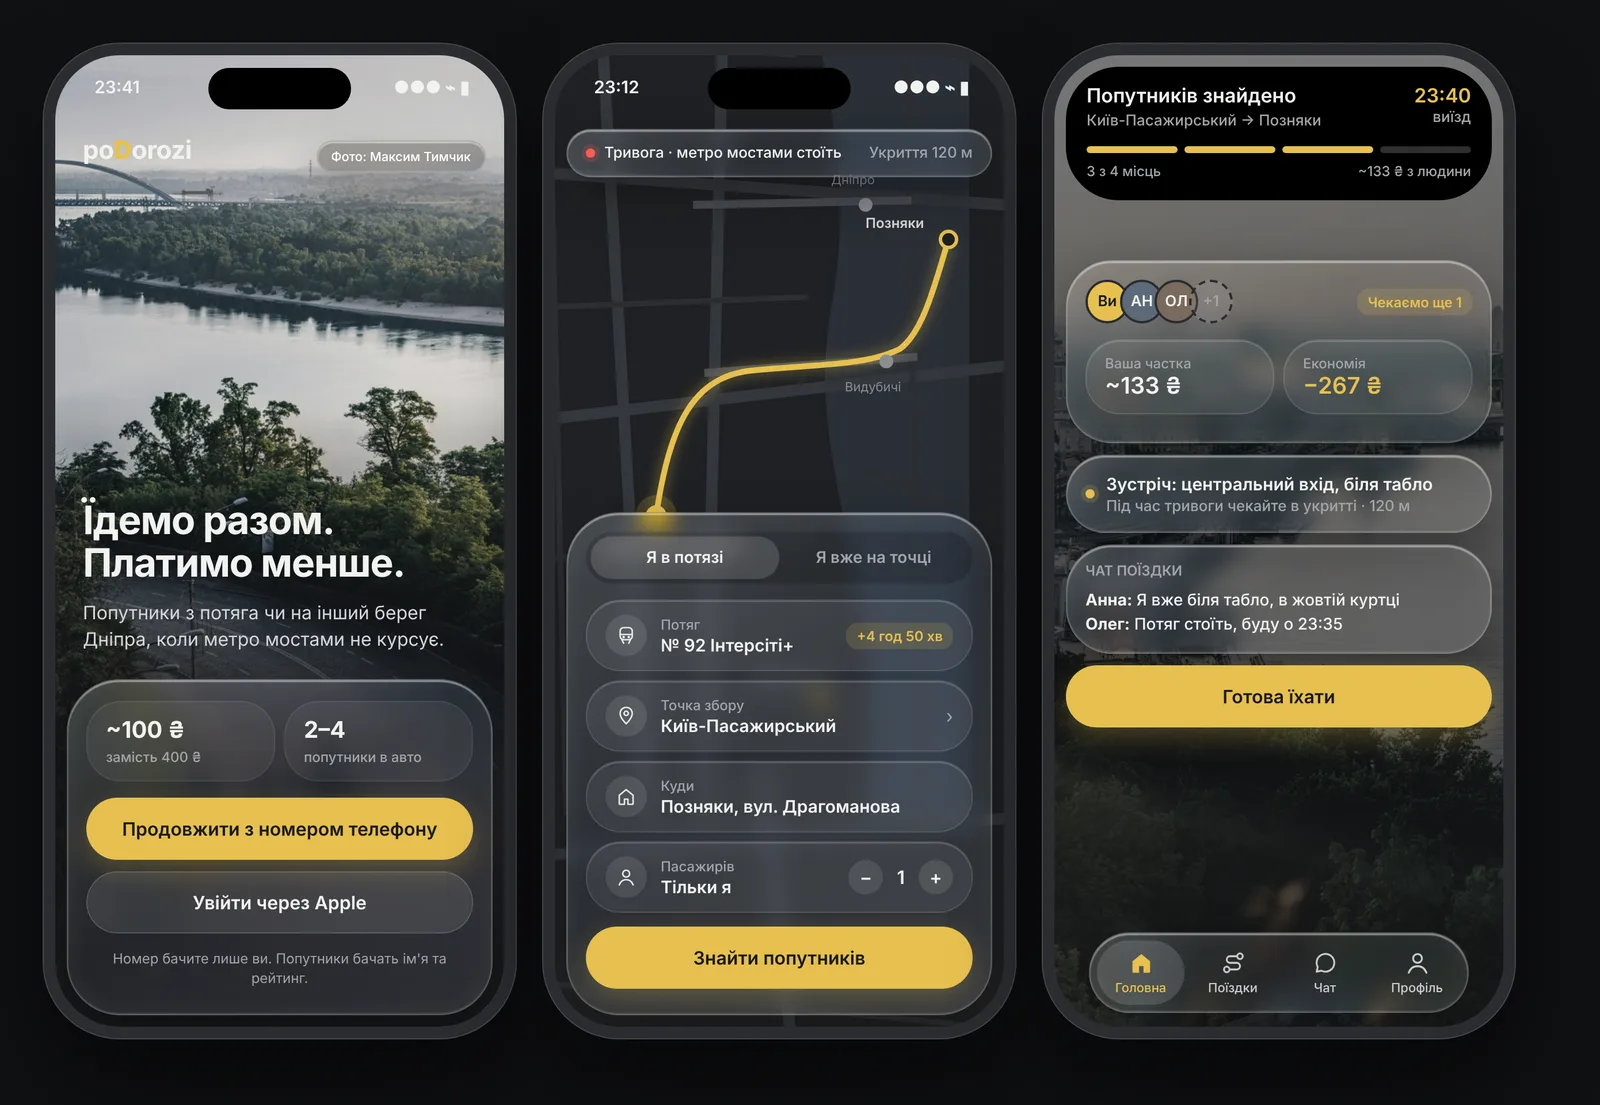 23:41
poDorozi
Фото: Максим Тимчик
Їдемо разом.
Платимо менше.
Попутники з потяга чи на інший берег
Дніпра, коли метро мостами не курсує.
~100 ₴
замість 400 ₴
2–4
попутники в авто
Продовжити з номером телефону
Увійти через Apple
Номер бачите лише ви. Попутники бачать ім'я та
рейтинг.
23:12
Тривога · метро мостами стоїть
Укриття 120 м
Дніпро
Позняки
Видубичі
Я в потязі
Я вже на точці
Потяг
№ 92 Інтерсіті+
+4 год 50 хв
Точка збору
Київ-Пасажирський
Куди
Позняки, вул. Драгоманова
Пасажирів
Тільки я
− 1 +
Знайти попутників
Попутників знайдено
23:40
Київ-Пасажирський → Позняки
виїзд
3 з 4 місць
~133 ₴ з людини
Ви
АН
ОЛ
+1
Чекаємо ще 1
Ваша частка
~133 ₴
Економія
−267 ₴
Зустріч: центральний вхід, біля табло
Під час тривоги чекайте в укритті · 120 м
ЧАТ ПОЇЗДКИ
Анна: Я вже біля табло, в жовтій куртці
Олег: Потяг стоїть, буду о 23:35
Готова їхати
Головна
Поїздки
Чат
Профіль